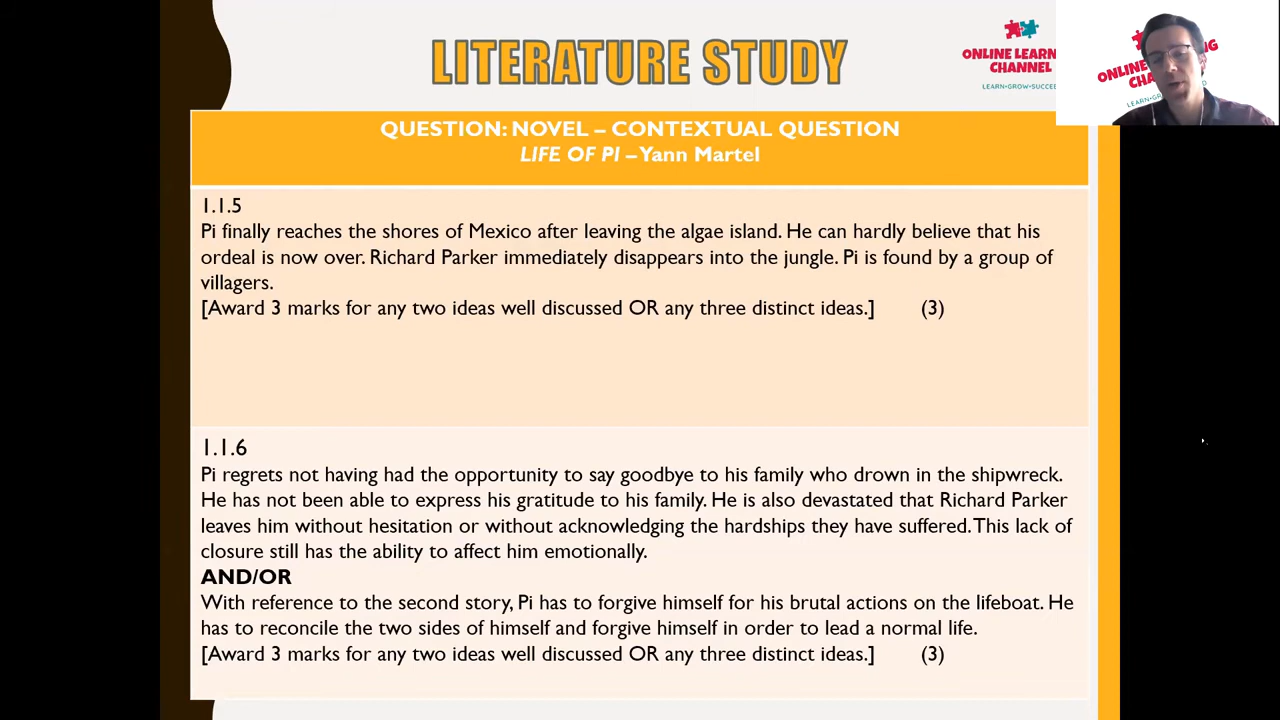 LITERATURE STUDY
ONLINE LEARN
CHANNEL
LEARN•GROW•SUCCE
ONLINE
NG
CHA
QUESTION: NOVEL – CONTEXTUAL QUESTION
LIFE OF PI – Yann Martel
1.1.5
Pi finally reaches the shores of Mexico after leaving the algae island. He can hardly believe that his
ordeal is now over. Richard Parker immediately disappears into the jungle. Pi is found by a group of
villagers.
[Award 3 marks for any two ideas well discussed OR any three distinct ideas.] (3)
1.1.6
Pi regrets not having had the opportunity to say goodbye to his family who drown in the shipwreck.
He has not been able to express his gratitude to his family. He is also devastated that Richard Parker
leaves him without hesitation or without acknowledging the hardships they have suffered. This lack of
closure still has the ability to affect him emotionally.
AND/OR
With reference to the second story, Pi has to forgive himself for his brutal actions on the lifeboat. He
has to reconcile the two sides of himself and forgive himself in order to lead a normal life.
[Award 3 marks for any two ideas well discussed OR any three distinct ideas.] (3)